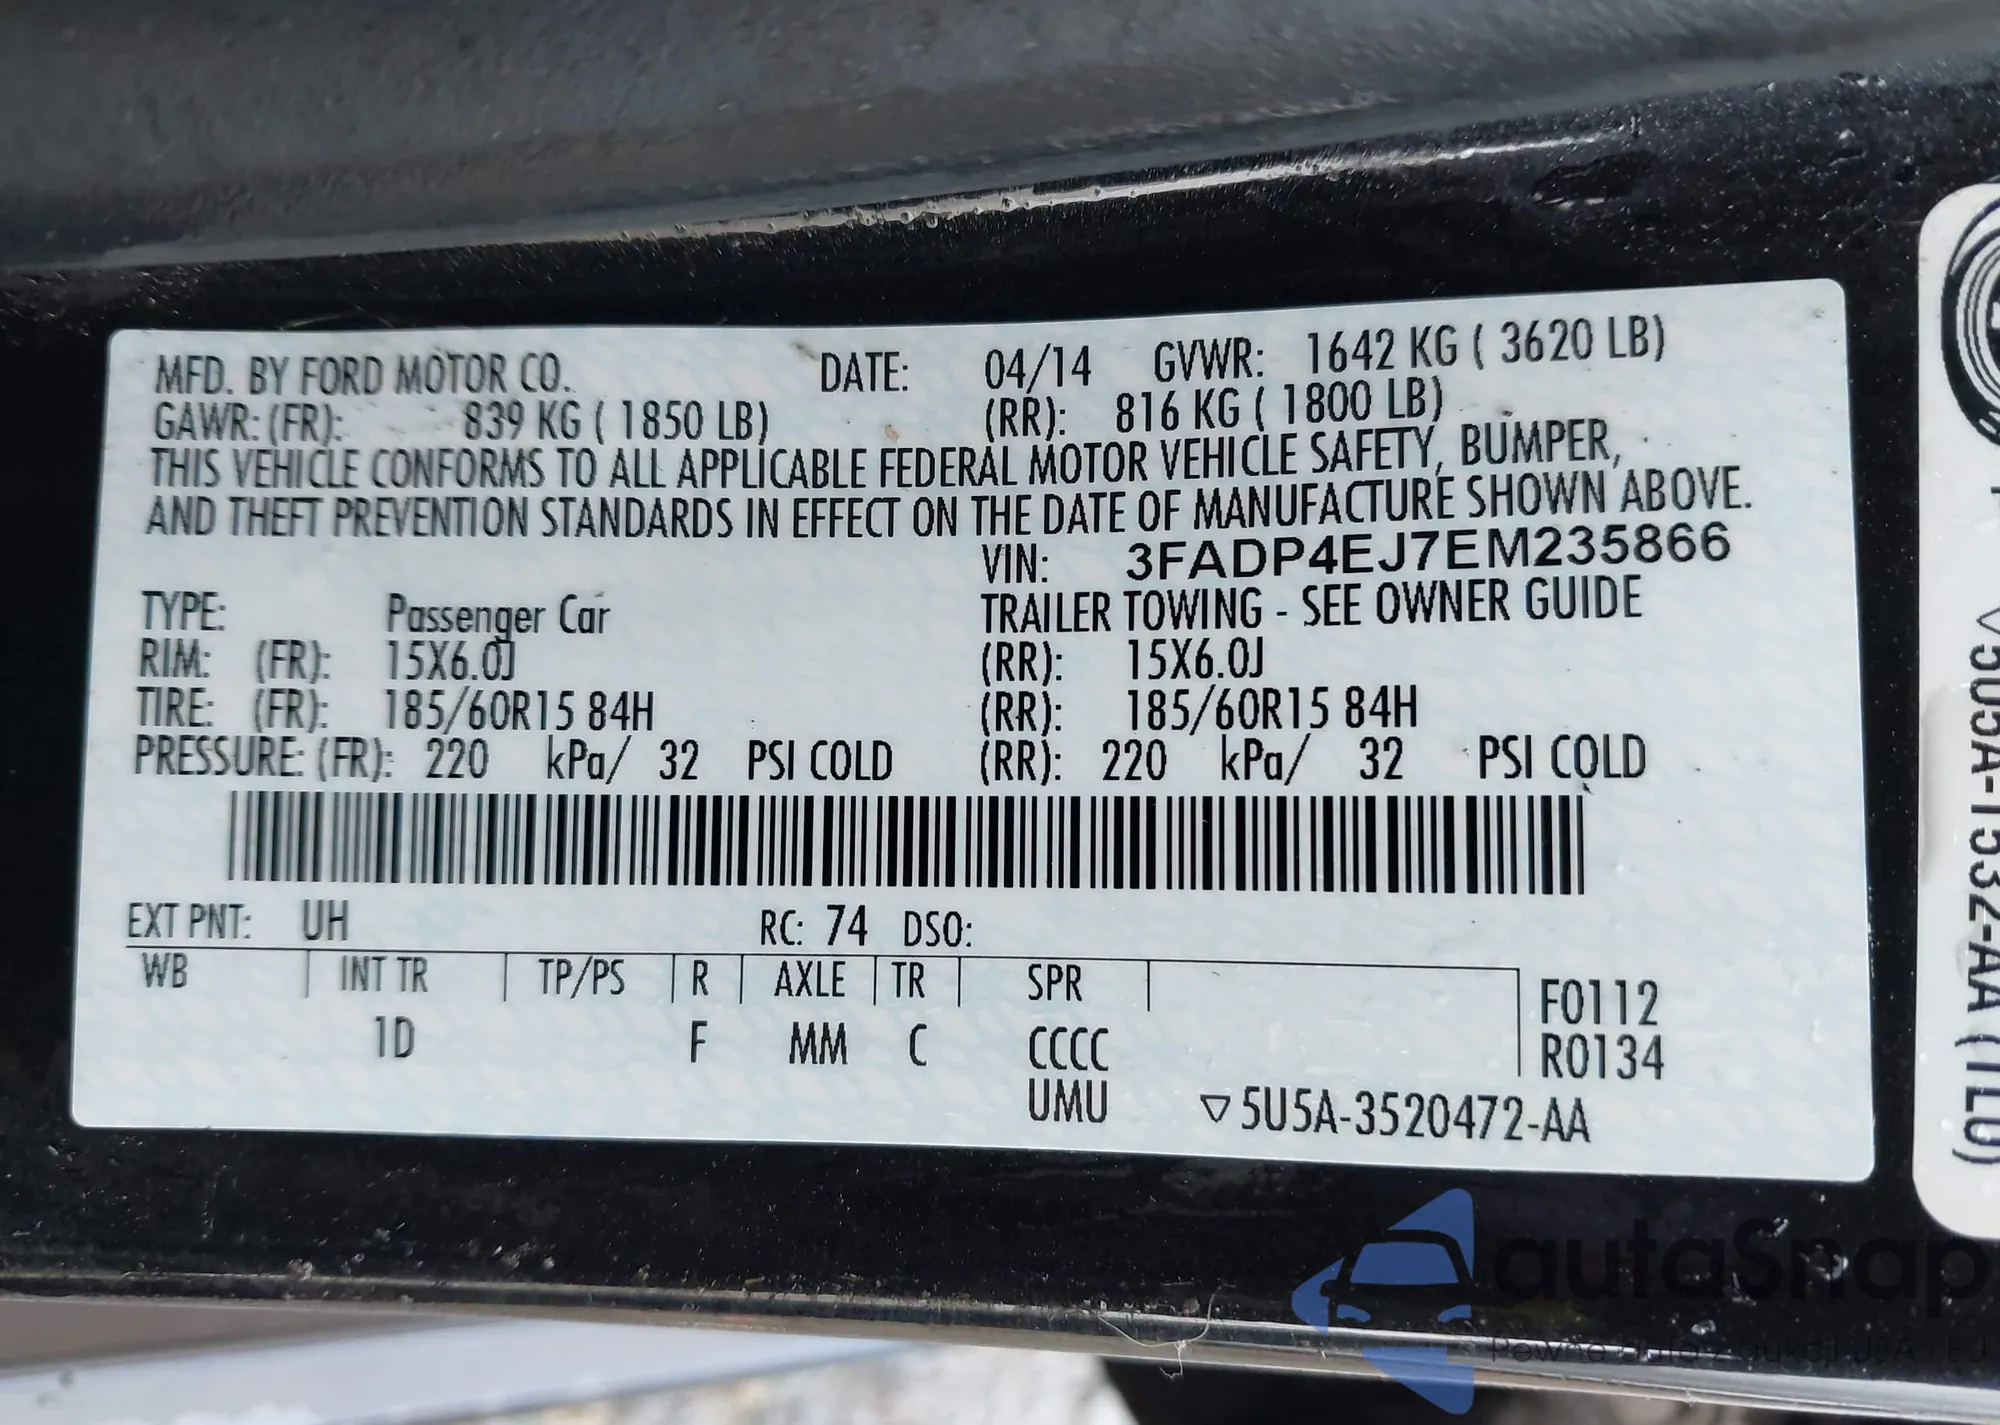 MFD. BY FORD MOTOR CO. DATE: 04/14 GVWR: 1642 KG ( 3620 LB)
GAWR: (FR): 839 KG ( 1850 LB) (RR): 816 KG ( 1800 LB)
THIS VEHICLE CONFORMS TO ALL APPLICABLE FEDERAL MOTOR VEHICLE SAFETY, BUMPER,
AND THEFT PREVENTION STANDARDS IN EFFECT ON THE DATE OF MANUFACTURE SHOWN ABOVE.
VIN: 3FADP4EJ7EM235866
TYPE: Passenger Car TRAILER TOWING - SEE OWNER GUIDE
RIM: (FR): 15X6.0J (RR): 15X6.0J
TIRE: (FR): 185/60R15 84H (RR): 185/60R15 84H
PRESSURE: (FR): 220 kPa/ 32 PSI COLD (RR): 220 kPa/ 32 PSI COLD
EXT PNT: UH RC: 74 DSO:
WB INT TR TP/PS R AXLE TR SPR
1D F MM C CCCC
UMU
F0112
R0134
▽5U5A-3520472-AA
autaSnap